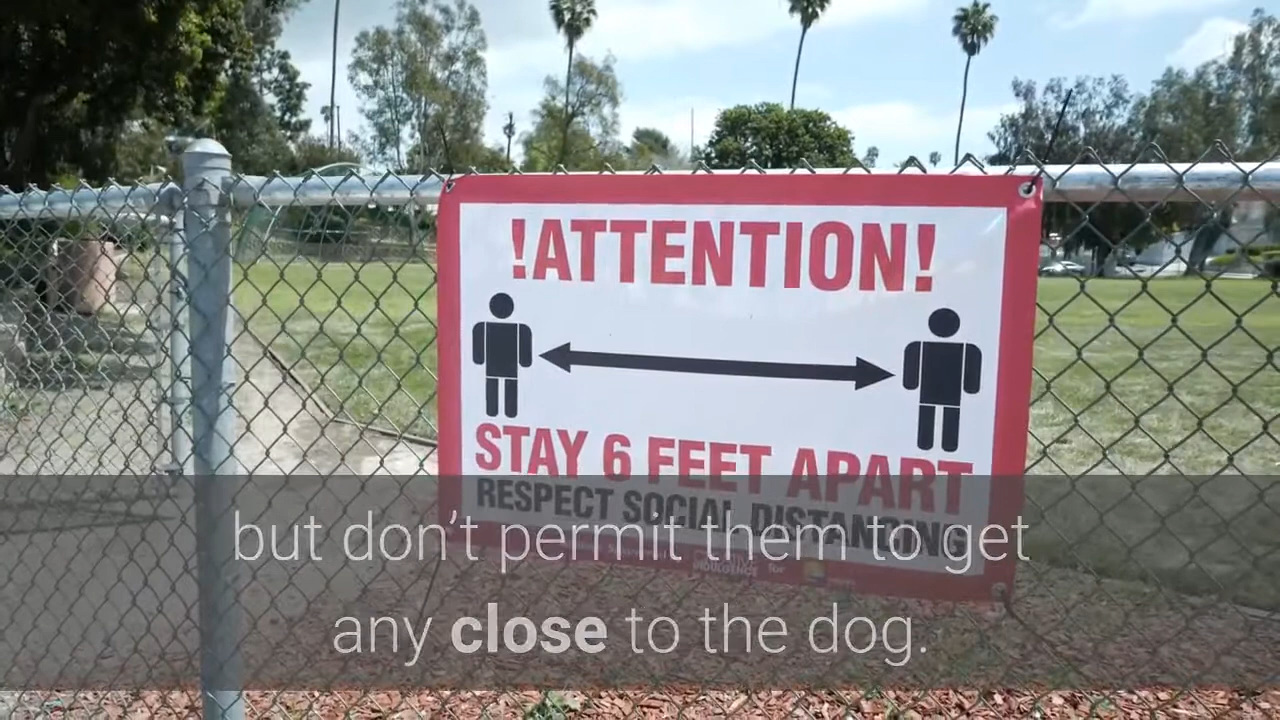 !ATTENTION!
STAY 6 FEET APART
RESPECT SOCIAL DISTANCING
for
but don’t permit them to get
any close to the dog.